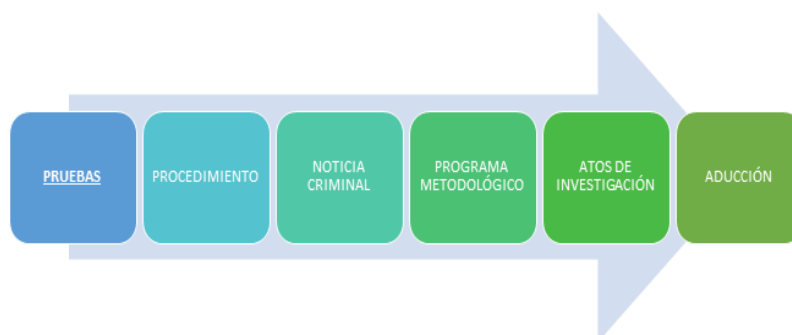 PRUEBAS
PROCEDIMIENTO
NOTICIA
CRIMINAL
PROGRAMA
METODOLÓGICO
ATOS DE
INVESTIGACIÓN
ADUCCIÓN